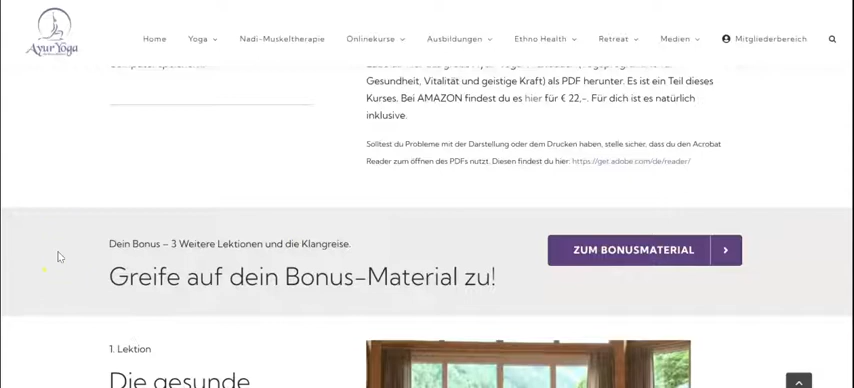 Ayur Yoga
Home Yoga Nadi-Muskeltherapie Onlinekurse Ausbildungen Ethno Health Retreat Medien Mitgliederbereich
Gesundheit, Vitalität und geistige Kraft) als PDF herunter. Es ist ein Teil dieses
Kurses. Bei AMAZON findest du es hier für € 22,-. Für dich ist es natürlich
inklusive.
Solltest du Probleme mit der Darstellung oder dem Drucken haben, stelle sicher, dass du den Acrobat
Reader zum öffnen des PDFs nutzt. Diesen findest du hier: https://get.adobe.com/de/reader/
Dein Bonus – 3 Weitere Lektionen und die Klangreise.
ZUM BONUSMATERIAL
Greife auf dein Bonus-Material zu!
1. Lektion
Die gesunde